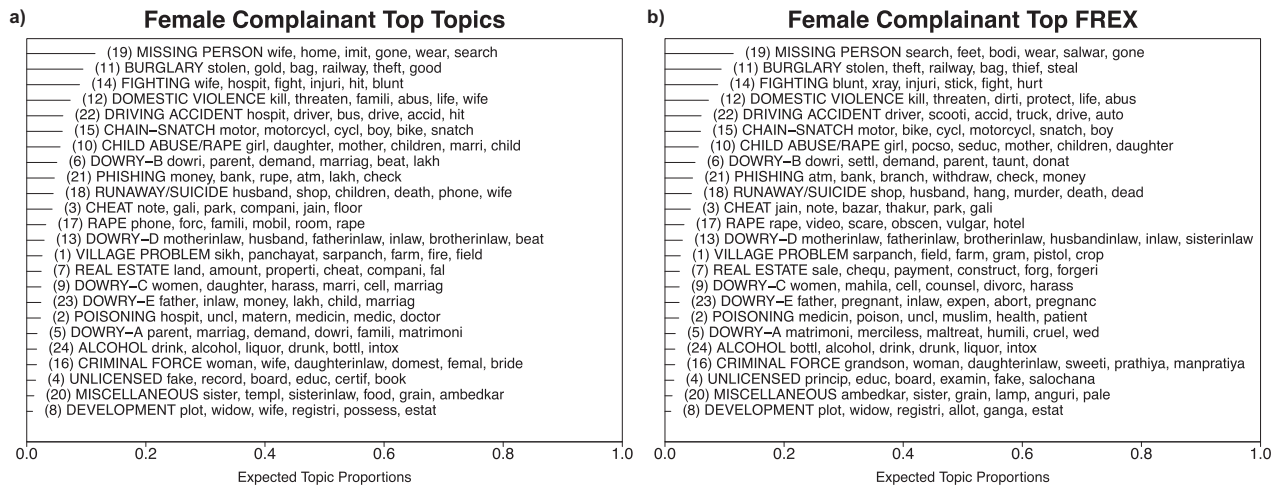 a) Female Complainant Top Topics
(19) MISSING PERSON wife, home, imit, gone, wear, search
(11) BURGLARY stolen, gold, bag, railway, theft, good
(14) FIGHTING wife, hospit, fight, injuri, hit, blunt
(12) DOMESTIC VIOLENCE kill, threaten, famili, abus, life, wife
(22) DRIVING ACCIDENT hospit, driver, bus, drive, accid, hit
(15) CHAIN−SNATCH motor, motorcycl, cycl, boy, bike, snatch
(10) CHILD ABUSE/RAPE girl, daughter, mother, children, marri, child
(6) DOWRY−B dowri, parent, demand, marriag, beat, lakh
(21) PHISHING money, bank, rupe, atm, lakh, check
(18) RUNAWAY/SUICIDE husband, shop, children, death, phone, wife
(3) CHEAT note, gali, park, compani, jain, floor
(17) RAPE phone, forc, famili, mobil, room, rape
(13) DOWRY−D motherinlaw, husband, fatherinlaw, inlaw, brotherinlaw, beat
(1) VILLAGE PROBLEM sikh, panchayat, sarpanch, farm, fire, field
(7) REAL ESTATE land, amount, properti, cheat, compani, fal
(9) DOWRY−C women, daughter, harass, marri, cell, marriag
(23) DOWRY−E father, inlaw, money, lakh, child, marriag
(2) POISONING hospit, uncl, matern, medicin, medic, doctor
(5) DOWRY−A parent, marriag, demand, dowri, famili, matrimoni
(24) ALCOHOL drink, alcohol, liquor, drunk, bottl, intox
(16) CRIMINAL FORCE woman, wife, daughterinlaw, domest, femal, bride
(4) UNLICENSED fake, record, board, educ, certif, book
(20) MISCELLANEOUS sister, templ, sisterinlaw, food, grain, ambedkar
(8) DEVELOPMENT plot, widow, wife, registri, possess, estat
0.0 0.2 0.4 0.6 0.8 1.0
Expected Topic Proportions
b) Female Complainant Top FREX
(19) MISSING PERSON search, feet, bodi, wear, salwar, gone
(11) BURGLARY stolen, theft, railway, bag, thief, steal
(14) FIGHTING blunt, xray, injuri, stick, fight, hurt
(12) DOMESTIC VIOLENCE kill, threaten, dirti, protect, life, abus
(22) DRIVING ACCIDENT driver, scooti, accid, truck, drive, auto
(15) CHAIN−SNATCH motor, bike, cycl, motorcycl, snatch, boy
(10) CHILD ABUSE/RAPE girl, pocso, seduc, mother, children, daughter
(6) DOWRY−B dowri, settl, demand, parent, taunt, donat
(21) PHISHING atm, bank, branch, withdraw, check, money
(18) RUNAWAY/SUICIDE shop, husband, hang, murder, death, dead
(3) CHEAT jain, note, bazar, thakur, park, gali
(17) RAPE rape, video, scare, obscen, vulgar, hotel
(13) DOWRY−D motherinlaw, fatherinlaw, brotherinlaw, husbandinlaw, inlaw, sisterinlaw
(1) VILLAGE PROBLEM sarpanch, field, farm, gram, pistol, crop
(7) REAL ESTATE sale, chequ, payment, construct, forg, forgeri
(9) DOWRY−C women, mahila, cell, counsel, divorc, harass
(23) DOWRY−E father, pregnant, inlaw, expen, abort, pregnanc
(2) POISONING medicin, poison, uncl, muslim, health, patient
(5) DOWRY−A matrimoni, merciless, maltreat, humili, cruel, wed
(24) ALCOHOL bottl, alcohol, drink, drunk, liquor, intox
(16) CRIMINAL FORCE grandson, woman, daughterinlaw, sweeti, prathiya, manpratiya
(4) UNLICENSED princip, educ, board, examin, fake, salochana
(20) MISCELLANEOUS ambedkar, sister, grain, lamp, anguri, pale
(8) DEVELOPMENT plot, widow, registri, allot, ganga, estat
0.0 0.2 0.4 0.6 0.8 1.0
Expected Topic Proportions